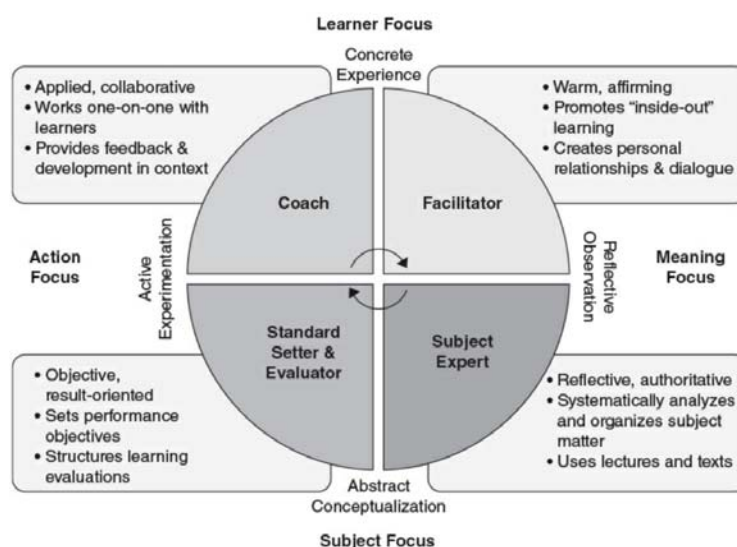 Learner Focus
Concrete
Experience
• Applied, collaborative
• Works one-on-one with
learners
• Provides feedback &
development in context
• Warm, affirming
• Promotes “inside-out”
learning
• Creates personal
relationships & dialogue
Coach
Facilitator
Action
Focus
Active
Experimentation
Reflective
Observation
Meaning
Focus
Standard
Setter &
Evaluator
Subject
Expert
• Objective,
result-oriented
• Sets performance
objectives
• Structures learning
evaluations
• Reflective, authoritative
• Systematically analyzes
and organizes subject
matter
• Uses lectures and texts
Abstract
Conceptualization
Subject Focus